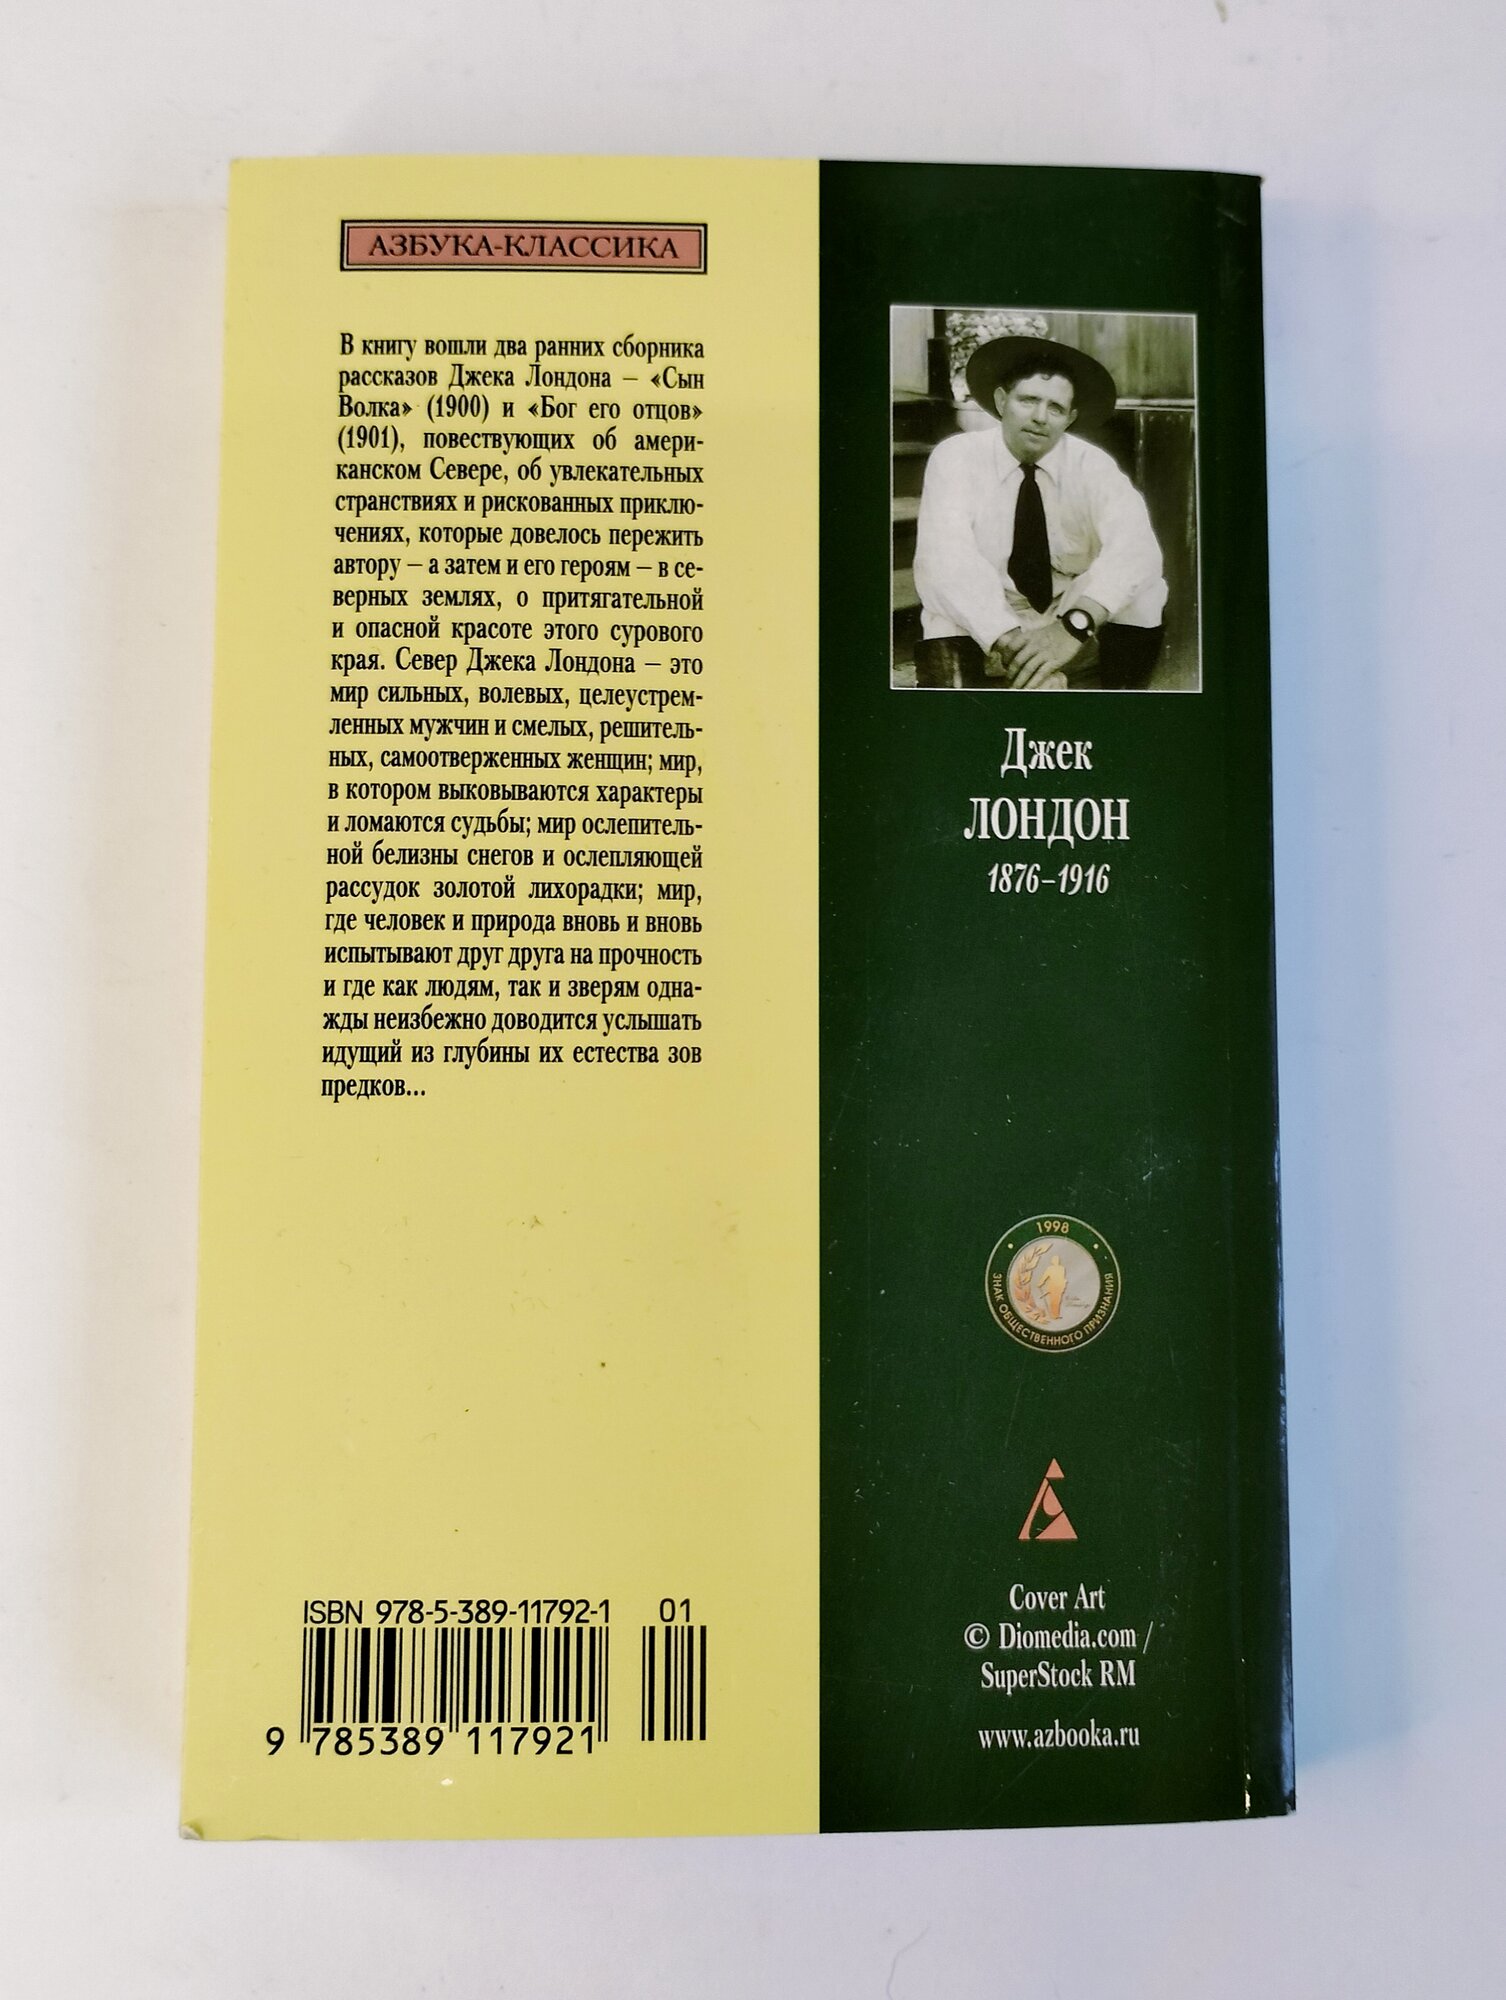 АЗБУКА-КЛАССИКА
В книгу вошли два ранних сборника
рассказов Джека Лондона – «Сын
Волка» (1900) и «Бог его отцов»
(1901), повествующих об амери-
канском Севере, об увлекательных
странствиях и рискованных приклю-
чениях, которые довелось пережить
автору – а затем и его героям – в се-
верных землях, о притягательной
и опасной красоте этого сурового
края. Север Джека Лондона – это
мир сильных, волевых, целеустрем-
ленных мужчин и смелых, решитель-
ных, самоотверженных женщин; мир,
в котором выковываются характеры
и ломаются судьбы; мир ослепитель-
ной белизны снегов и ослепляющей
рассудок золотой лихорадки; мир,
где человек и природа вновь и вновь
испытывают друг друга на прочность
и где как людям, так и зверям одна-
жды неизбежно доводится услышать
идущий из глубины их естества зов
предков...
ISBN 978-5-389-11792-1 01
9 785389 117921
Джек
ЛОНДОН
1876–1916
1998
ЗНАК ОБЩЕСТВЕННОГО ПРИЗНАНИЯ
Cover Art
© Diomedia.com /
SuperStock RM
www.azbooka.ru